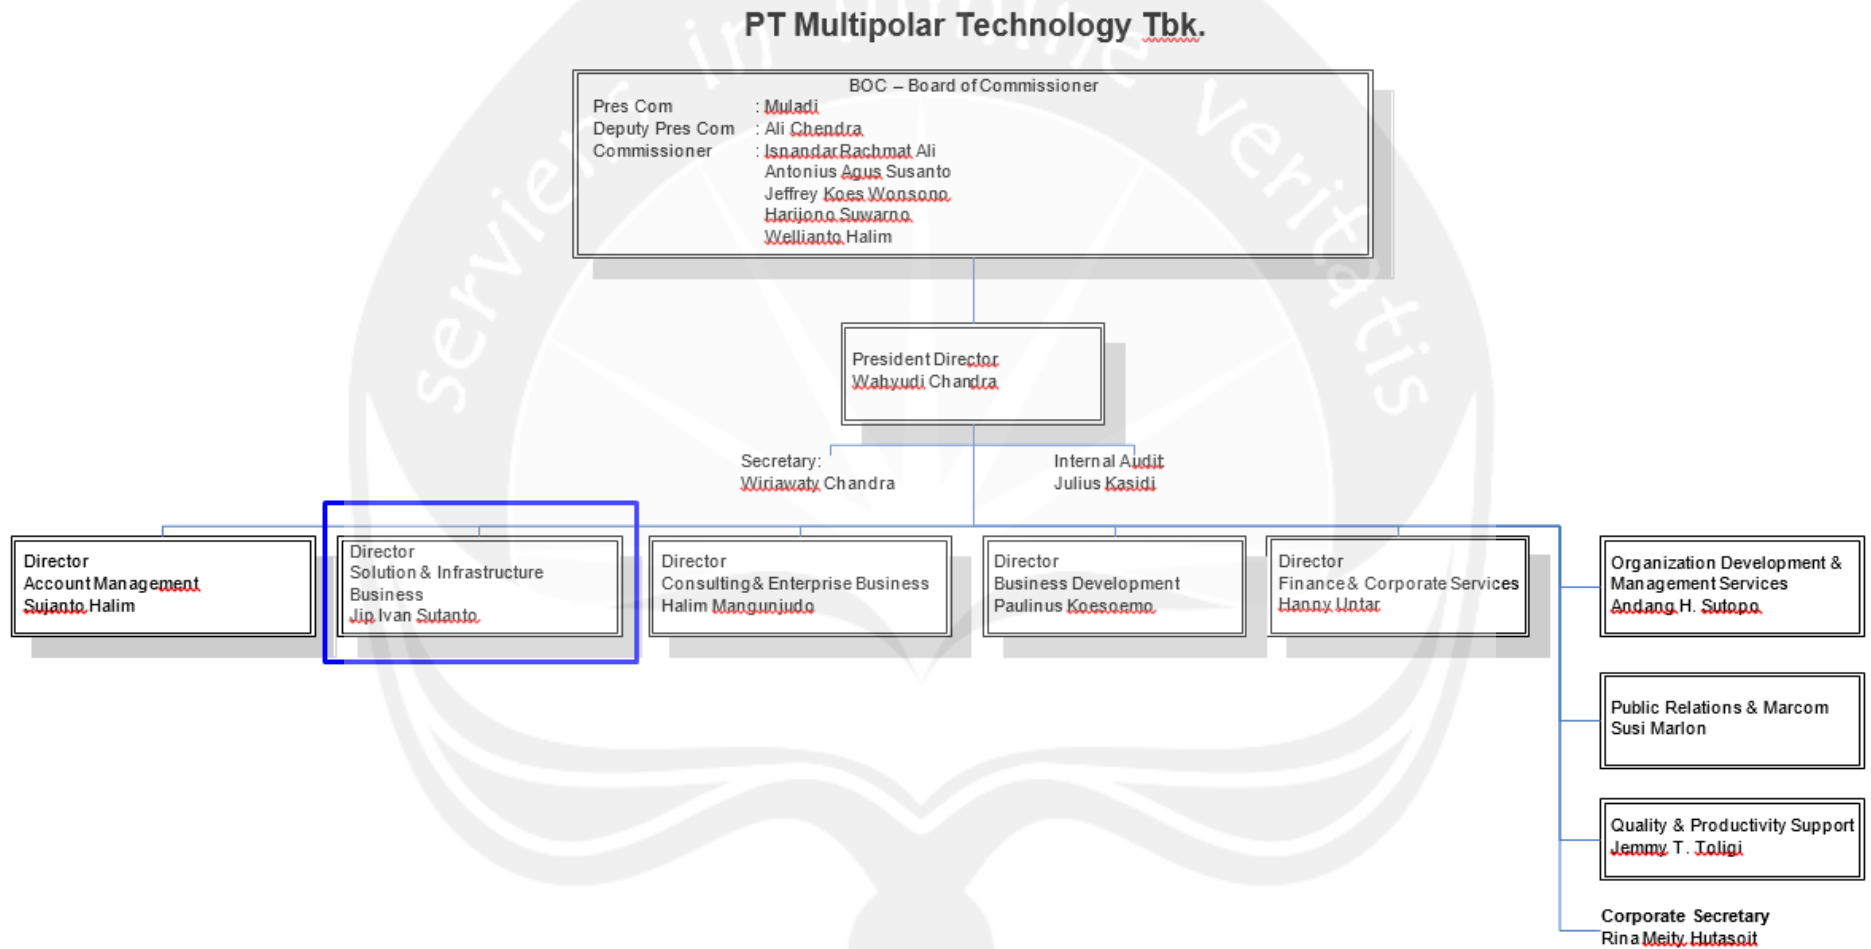 PT Multipolar Technology Tbk.
BOC – Board of Commissioner
Pres Com : Muladi
Deputy Pres Com : Ali Chendra
Commissioner : Isnandar Rachmat Ali
Antonius Agus Susanto
Jeffrey Koes Wonsono
Harijono Suwarno
Wellianto Halim
President Director
Wahyudi Chandra
Secretary:
Wiriawaty Chandra
Internal Audit
Julius Kasidi
Director
Account Management
Sujanto Halim
Director
Solution & Infrastructure
Business
Jip Ivan Sutanto
Director
Consulting & Enterprise Business
Halim Mangunjudo
Director
Business Development
Paulinus Koesoemo
Director
Finance & Corporate Services
Hanny Untar
Organization Development &
Management Services
Andang H. Sutopo
Public Relations & Marcom
Susi Marlon
Quality & Productivity Support
Jemmy T. Toligi
Corporate Secretary
Rina Meity Hutasoit
serviens in lumine veritatis